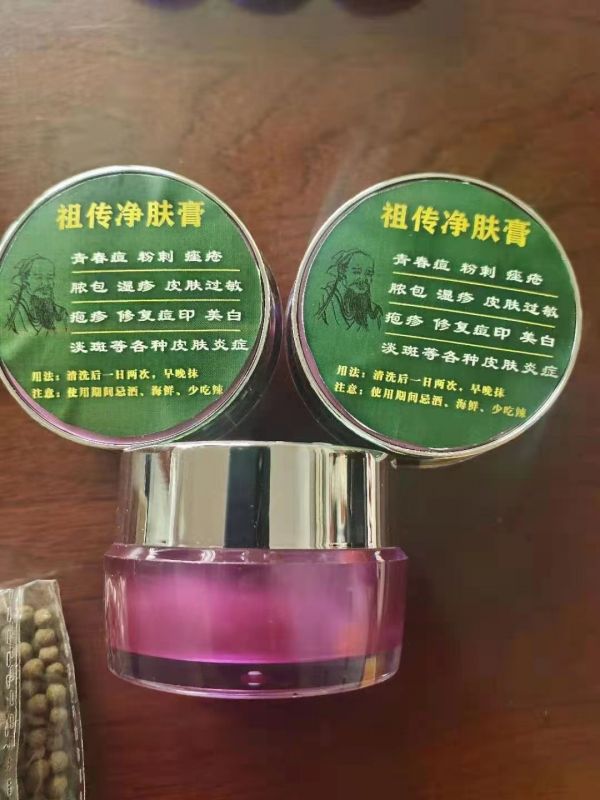 祖传净肤膏
青春痘 粉刺 痤疮
脓包 湿疹 皮肤过敏
疱疹 修复痘印 美白
淡斑等各种皮肤炎症
用法：清洗后一日两次，早晚抹
注意：使用期间忌酒、海鲜、少吃辣
祖传净肤膏
青春痘 粉刺 痤疮
脓包 湿疹 皮肤过敏
疱疹 修复痘印 美白
淡斑等各种皮肤炎症
用法：清洗后一日两次，早晚抹
注意：使用期间忌酒、海鲜、少吃辣